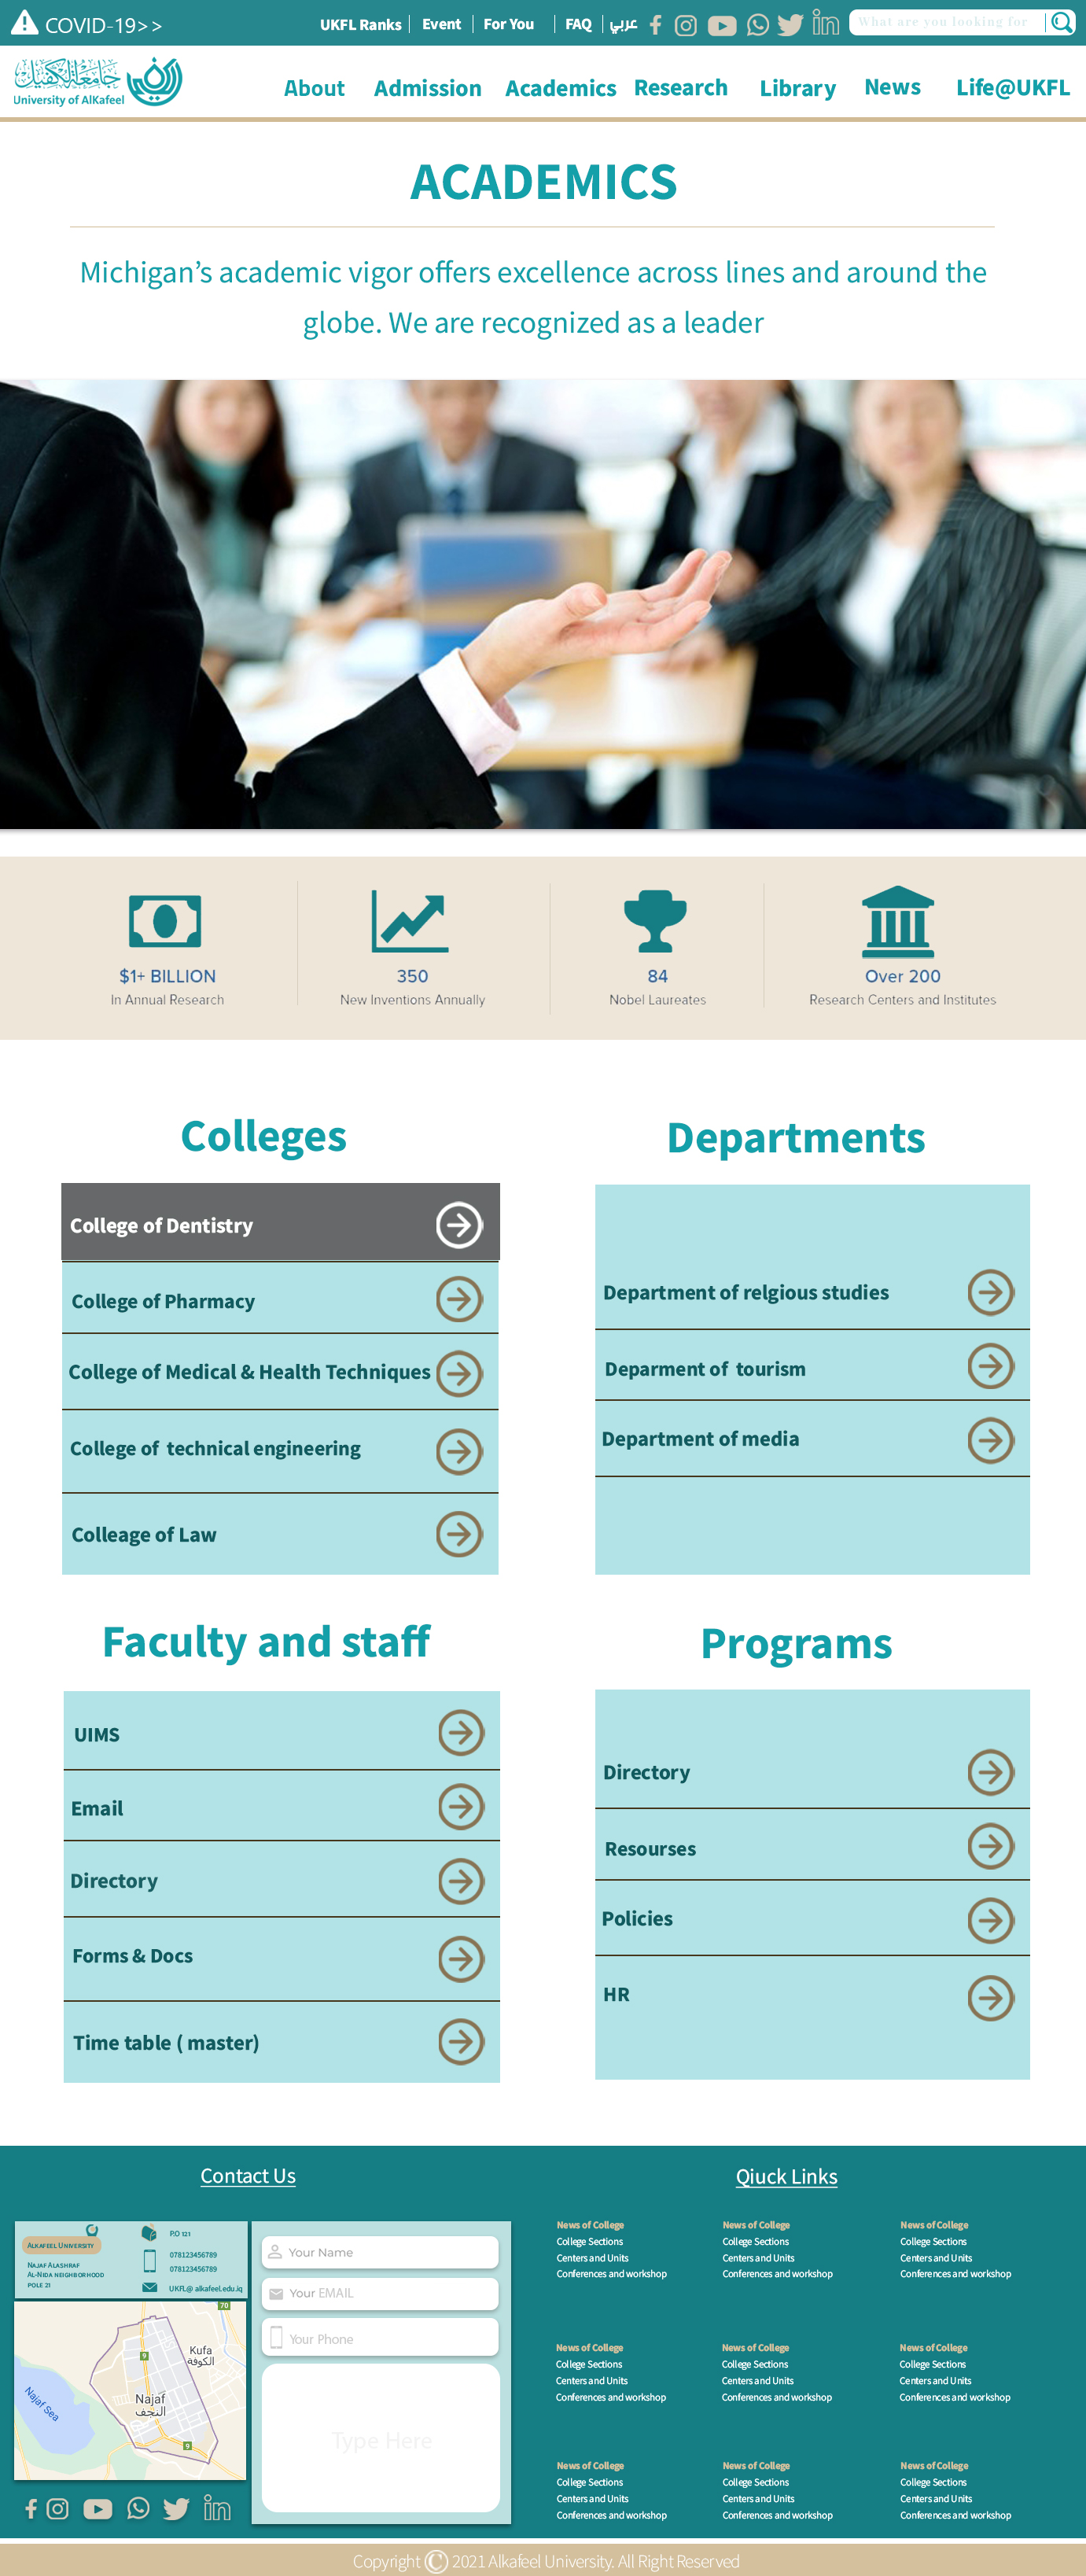 COVID-19>>
UKFL Ranks
Event
For You
FAQ
عربي
What are you looking for
جامعة الكفيل
University of AlKafeel
About
Admission
Academics
Research
Library
News
Life@UKFL
ACADEMICS
Michigan’s academic vigor offers excellence across lines and around the
globe. We are recognized as a leader
$1+ BILLION
In Annual Research
350
New Inventions Annually
84
Nobel Laureates
Over 200
Research Centers and Institutes
Colleges
College of Dentistry
College of Pharmacy
College of Medical & Health Techniques
College of technical engineering
Colleage of Law
Departments
Department of relgious studies
Deparment of tourism
Department of media
Faculty and staff
UIMS
Email
Directory
Forms & Docs
Time table ( master)
Programs
Directory
Resourses
Policies
HR
Contact Us
Alkafeel University
Najaf Alashraf
Al-Nida neighborhood
pole 21
P.O 121
078123456789
078123456789
UKFL@ alkafeel.edu.iq
70
Kufa
الكوفة
9
Najaf
النجف
Najaf Sea
9
Your Name
Your EMAIL
Your Phone
Type Here
Qiuck Links
News of College
College Sections
Centers and Units
Conferences and workshop
News of College
College Sections
Centers and Units
Conferences and workshop
News of College
College Sections
Centers and Units
Conferences and workshop
News of College
College Sections
Centers and Units
Conferences and workshop
News of College
College Sections
Centers and Units
Conferences and workshop
News of College
College Sections
Centers and Units
Conferences and workshop
News of College
College Sections
Centers and Units
Conferences and workshop
News of College
College Sections
Centers and Units
Conferences and workshop
News of College
College Sections
Centers and Units
Conferences and workshop
Copyright © 2021 Alkafeel University. All Right Reserved